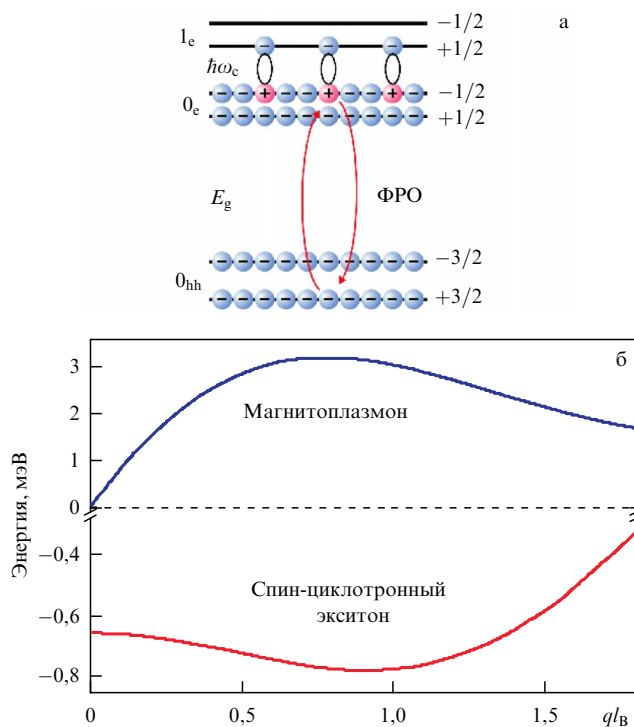 −1/2
а
1e
+1/2
ℏωc
−1/2
0e
+1/2
Eg
ФРО
−3/2
0hh
+3/2
б
3
Магнитоплазмон
2
1
0
Энергия, мэВ
−0,4
Спин-циклотронный
экситон
−0,6
−0,8
0
0,5
1,0
1,5
qlB